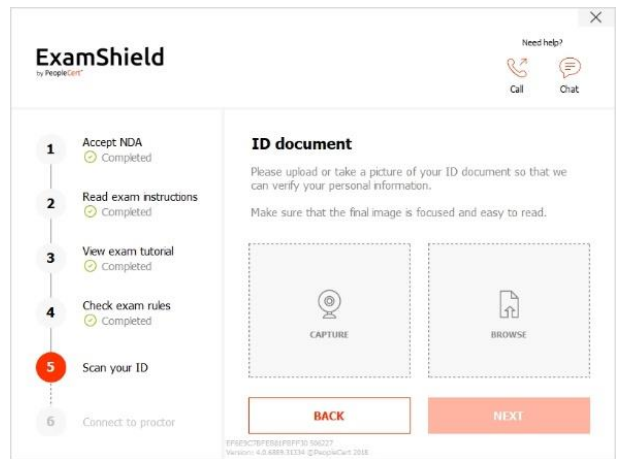 Need help?
ExamShield
by PeopleCert
Call
Chat
1
Accept NDA
Completed
2
Read exam instructions
Completed
3
View exam tutorial
Completed
4
Check exam rules
Completed
5
Scan your ID
6
Connect to proctor
ID document
Please upload or take a picture of your ID document so that we
can verify your personal information.
Make sure that the final image is focused and easy to read.
CAPTURE
BROWSE
BACK
NEXT
©PeopleCert 2018